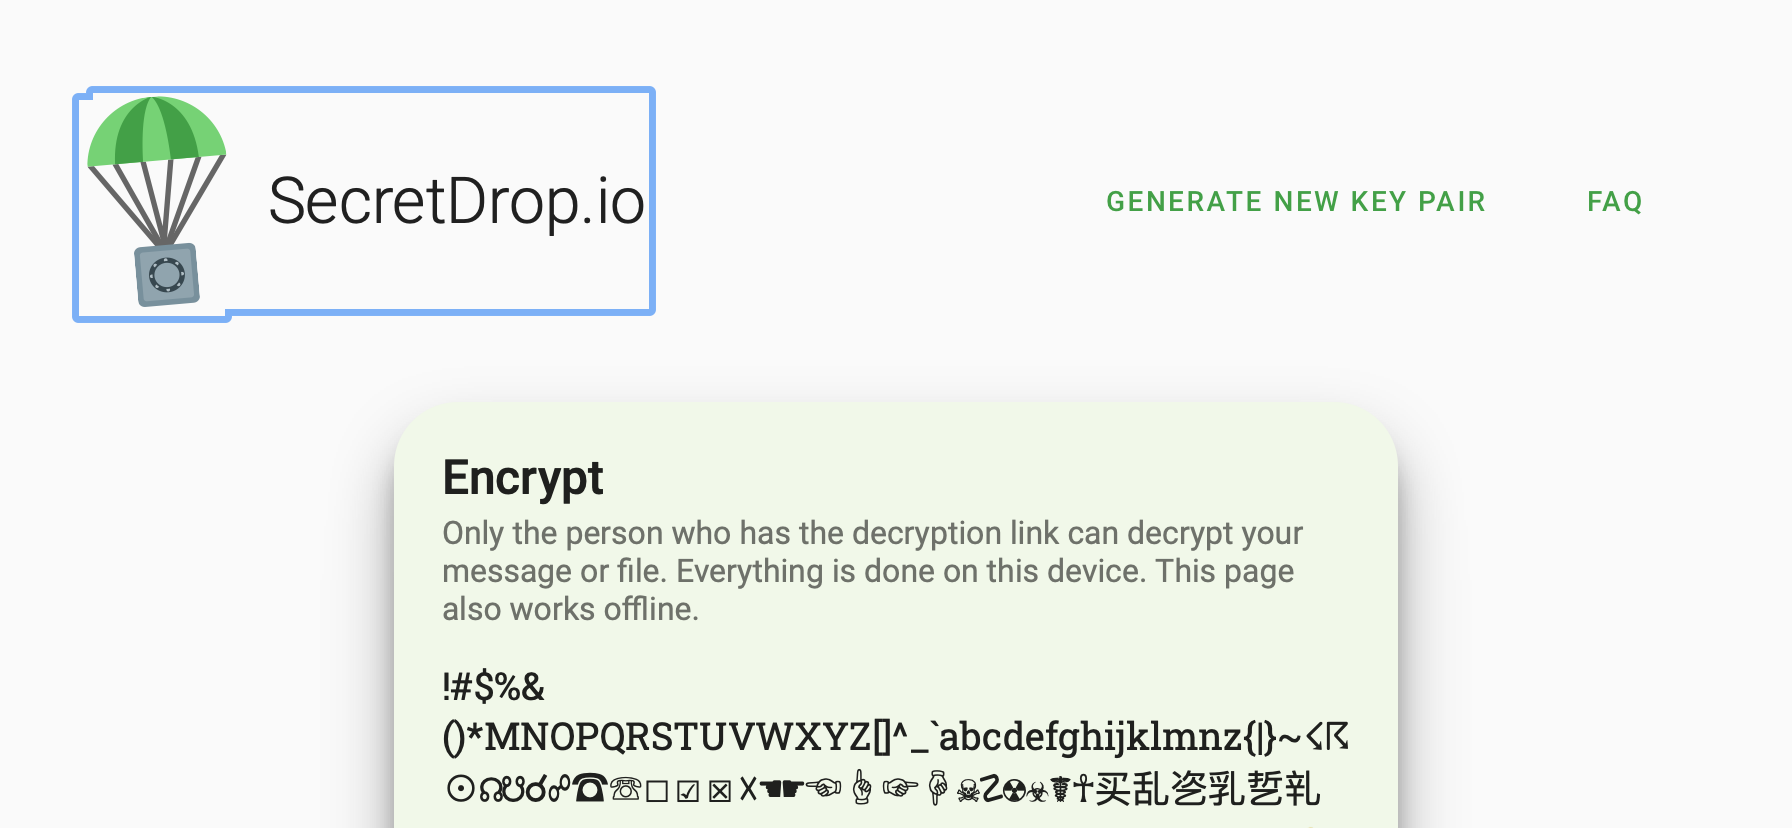 SecretDrop.io
GENERATE NEW KEY PAIR
FAQ
Encrypt
Only the person who has the decryption link can decrypt your
message or file. Everything is done on this device. This page
also works offline.
!#$%&
()*MNOPQRSTUVWXYZ[]^_`abcdefghijklmnz{|}~☇☈
☉☊☋☌☍☎☏☐☑☒☓☚☛☜☝☞☟☠☡☢☣☤☥买乱乲乳乴乵